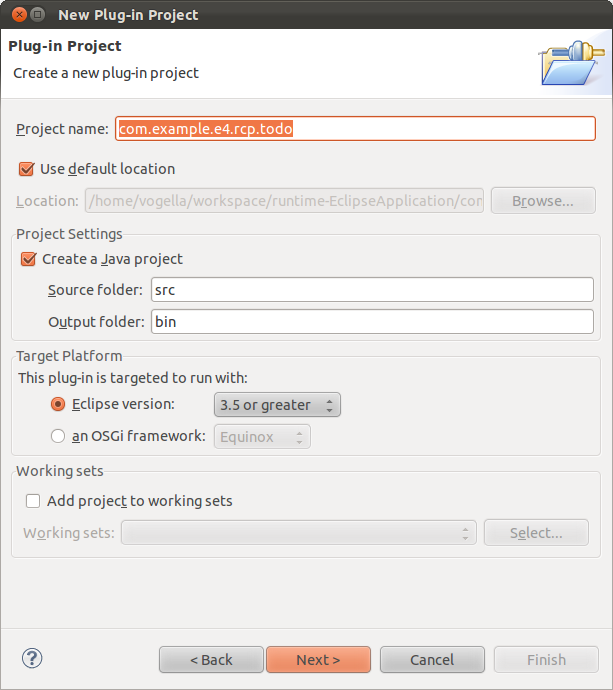 New Plug-in Project
Plug-in Project
Create a new plug-in project
Project name: com.example.e4.rcp.todo
Use default location
Location: /home/vogella/workspace/runtime-EclipseApplication/com Browse...
Project Settings
Create a Java project
Source folder: src
Output folder: bin
Target Platform
This plug-in is targeted to run with:
Eclipse version: 3.5 or greater
an OSGi framework: Equinox
Working sets
Add project to working sets
Working sets: Select...
? < Back Next > Cancel Finish